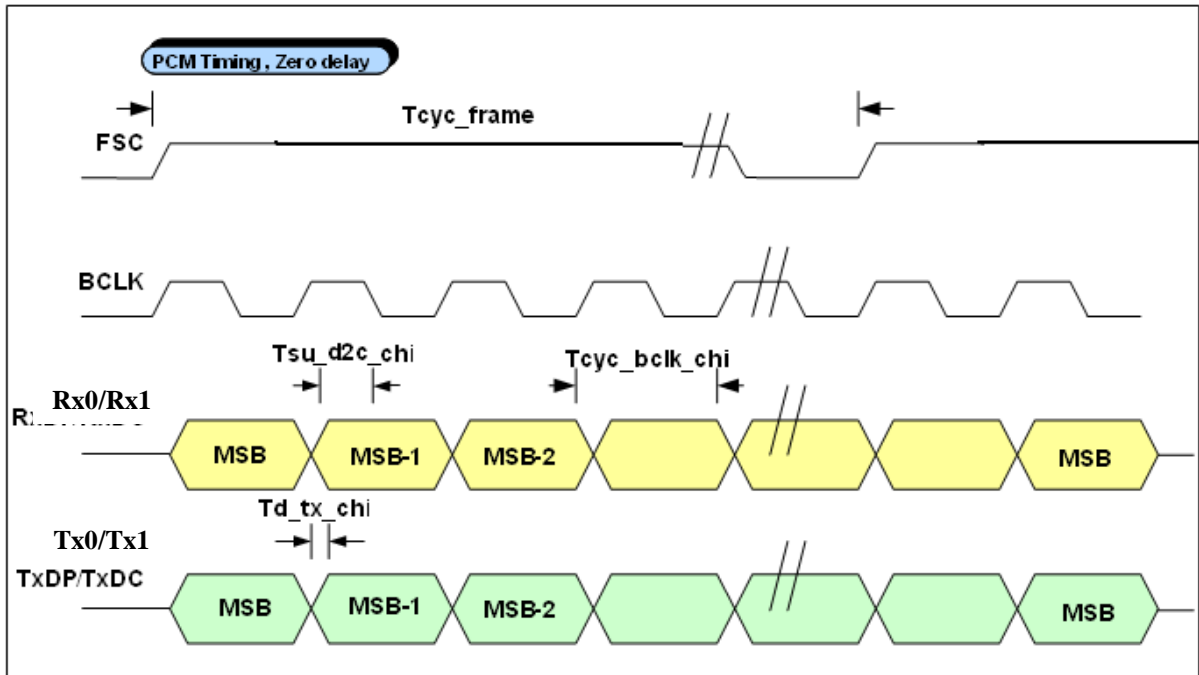 PCM Timing , Zero delay
Tcyc_frame
FSC
BCLK
Tsu_d2c_chi
Tcyc_bclk_chi
Rx0/Rx1
MSB MSB-1 MSB-2 MSB
Td_tx_chi
Tx0/Tx1
TxDP/TxDC
MSB MSB-1 MSB-2 MSB